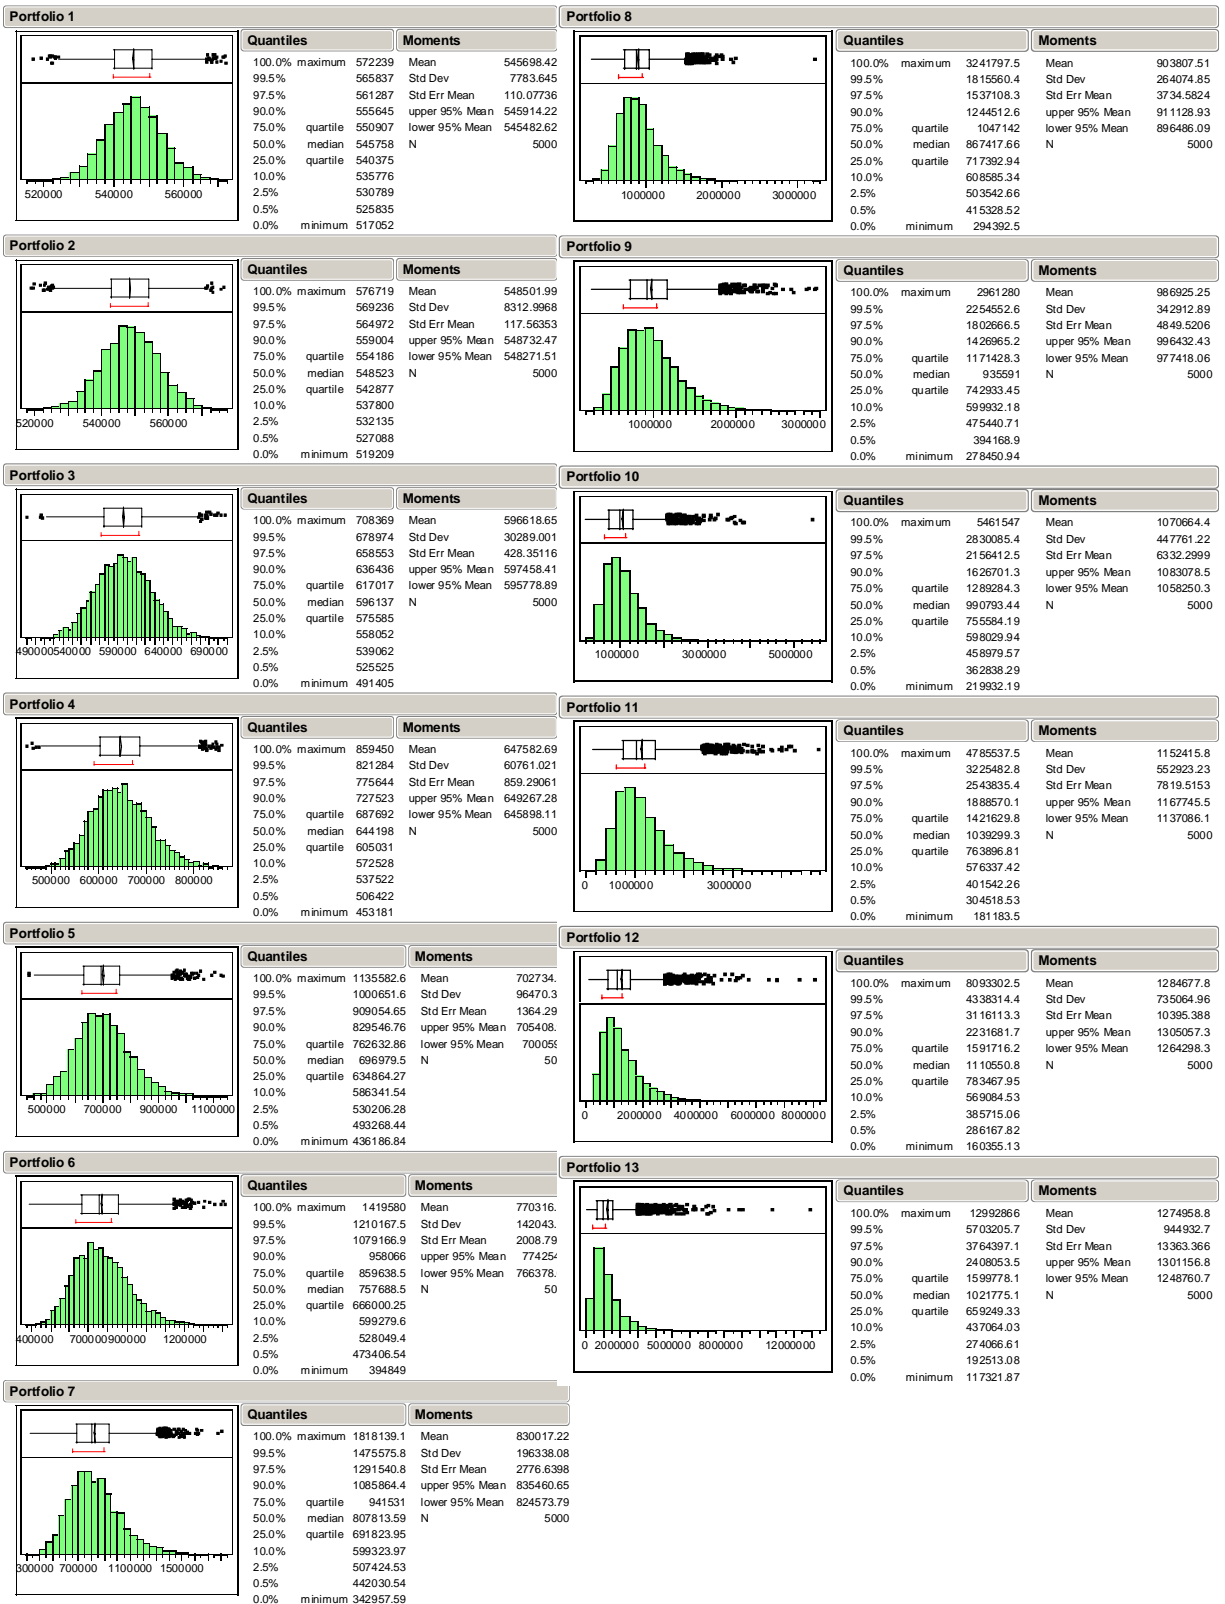 Portfolio 1
Quantiles
Moments
100.0% maximum 572239
99.5% 565837
97.5% 561287
90.0% 555645
75.0% quartile 550907
50.0% median 545758
25.0% quartile 540375
10.0% 535776
2.5% 530789
0.5% 525835
0.0% minimum 517052
Mean 545698.42
Std Dev 7783.645
Std Err Mean 110.07736
upper 95% Mean 545914.22
lower 95% Mean 545482.62
N 5000
520000 540000 560000
Portfolio 2
Quantiles
Moments
100.0% maximum 576719
99.5% 569236
97.5% 564972
90.0% 559004
75.0% quartile 554186
50.0% median 548523
25.0% quartile 542877
10.0% 537800
2.5% 532135
0.5% 527088
0.0% minimum 519209
Mean 548501.99
Std Dev 8312.9968
Std Err Mean 117.56353
upper 95% Mean 548732.47
lower 95% Mean 548271.51
N 5000
520000 540000 560000
Portfolio 3
Quantiles
Moments
100.0% maximum 708369
99.5% 678974
97.5% 658553
90.0% 636436
75.0% quartile 617017
50.0% median 596137
25.0% quartile 575585
10.0% 558052
2.5% 539062
0.5% 525525
0.0% minimum 491405
Mean 596618.65
Std Dev 30289.001
Std Err Mean 428.35116
upper 95% Mean 597458.41
lower 95% Mean 595778.89
N 5000
490000 540000 590000 640000 690000
Portfolio 4
Quantiles
Moments
100.0% maximum 859450
99.5% 821284
97.5% 775644
90.0% 727523
75.0% quartile 687692
50.0% median 644198
25.0% quartile 605031
10.0% 572528
2.5% 537522
0.5% 506422
0.0% minimum 453181
Mean 647582.69
Std Dev 60761.021
Std Err Mean 859.29061
upper 95% Mean 649267.28
lower 95% Mean 645898.11
N 5000
500000 600000 700000 800000
Portfolio 5
Quantiles
Moments
100.0% maximum 1135582.6
99.5% 1000651.6
97.5% 909054.65
90.0% 829546.76
75.0% quartile 762632.86
50.0% median 696979.5
25.0% quartile 634864.27
10.0% 586341.54
2.5% 530206.28
0.5% 493268.44
0.0% minimum 436186.84
Mean 702734.
Std Dev 96470.3
Std Err Mean 1364.29
upper 95% Mean 705408.
lower 95% Mean 700059
N 50
500000 700000 900000 1100000
Portfolio 6
Quantiles
Moments
100.0% maximum 1419580
99.5% 1210167.5
97.5% 1079166.9
90.0% 958066
75.0% quartile 859638.5
50.0% median 757688.5
25.0% quartile 666000.25
10.0% 599279.6
2.5% 528049.4
0.5% 473406.54
0.0% minimum 394849
Mean 770316.
Std Dev 142043.
Std Err Mean 2008.79
upper 95% Mean 774254
lower 95% Mean 766378.
N 50
400000 700000 900000 1200000
Portfolio 7
Quantiles
Moments
100.0% maximum 1818139.1
99.5% 1475575.8
97.5% 1291540.8
90.0% 1085864.4
75.0% quartile 941531
50.0% median 807813.59
25.0% quartile 691823.95
10.0% 599323.97
2.5% 507424.53
0.5% 442030.54
0.0% minimum 342957.59
Mean 830017.22
Std Dev 196338.08
Std Err Mean 2776.6398
upper 95% Mean 835460.65
lower 95% Mean 824573.79
N 5000
300000 700000 1100000 1500000
Portfolio 8
Quantiles
Moments
100.0% maximum 3241797.5
99.5% 1815560.4
97.5% 1537108.3
90.0% 1244512.6
75.0% quartile 1047142
50.0% median 867417.66
25.0% quartile 717392.94
10.0% 608585.34
2.5% 503542.66
0.5% 415328.52
0.0% minimum 294392.5
Mean 903807.51
Std Dev 264074.85
Std Err Mean 3734.5824
upper 95% Mean 911128.93
lower 95% Mean 896486.09
N 5000
1000000 2000000 3000000
Portfolio 9
Quantiles
Moments
100.0% maximum 2961280
99.5% 2254552.6
97.5% 1802666.5
90.0% 1426965.2
75.0% quartile 1171428.3
50.0% median 935591
25.0% quartile 742933.45
10.0% 599932.18
2.5% 475440.71
0.5% 394168.9
0.0% minimum 278450.94
Mean 986925.25
Std Dev 342912.89
Std Err Mean 4849.5206
upper 95% Mean 996432.43
lower 95% Mean 977418.06
N 5000
1000000 2000000 3000000
Portfolio 10
Quantiles
Moments
100.0% maximum 5461547
99.5% 2830085.4
97.5% 2156412.5
90.0% 1626701.3
75.0% quartile 1289284.3
50.0% median 990793.44
25.0% quartile 755584.19
10.0% 598029.94
2.5% 458979.57
0.5% 362838.29
0.0% minimum 219932.19
Mean 1070664.4
Std Dev 447761.22
Std Err Mean 6332.2999
upper 95% Mean 1083078.5
lower 95% Mean 1058250.3
N 5000
1000000 3000000 5000000
Portfolio 11
Quantiles
Moments
100.0% maximum 4785537.5
99.5% 3225482.8
97.5% 2543835.4
90.0% 1888570.1
75.0% quartile 1421629.8
50.0% median 1039299.3
25.0% quartile 763896.81
10.0% 576337.42
2.5% 401542.26
0.5% 304518.53
0.0% minimum 181183.5
Mean 1152415.8
Std Dev 552923.23
Std Err Mean 7819.5153
upper 95% Mean 1167745.5
lower 95% Mean 1137086.1
N 5000
0 1000000 3000000
Portfolio 12
Quantiles
Moments
100.0% maximum 8093302.5
99.5% 4338314.4
97.5% 3116113.3
90.0% 2231681.7
75.0% quartile 1591716.2
50.0% median 1110550.8
25.0% quartile 783467.95
10.0% 569084.53
2.5% 385715.06
0.5% 286167.82
0.0% minimum 160355.13
Mean 1284677.8
Std Dev 735064.96
Std Err Mean 10395.388
upper 95% Mean 1305057.3
lower 95% Mean 1264298.3
N 5000
0 2000000 4000000 6000000 8000000
Portfolio 13
Quantiles
Moments
100.0% maximum 12992866
99.5% 5703205.7
97.5% 3764397.1
90.0% 2408053.5
75.0% quartile 1599778.1
50.0% median 1021775.1
25.0% quartile 659249.33
10.0% 437064.03
2.5% 274066.61
0.5% 192513.08
0.0% minimum 117321.87
Mean 1274958.8
Std Dev 944932.7
Std Err Mean 13363.366
upper 95% Mean 1301156.8
lower 95% Mean 1248760.7
N 5000
0 2000000 5000000 8000000 12000000